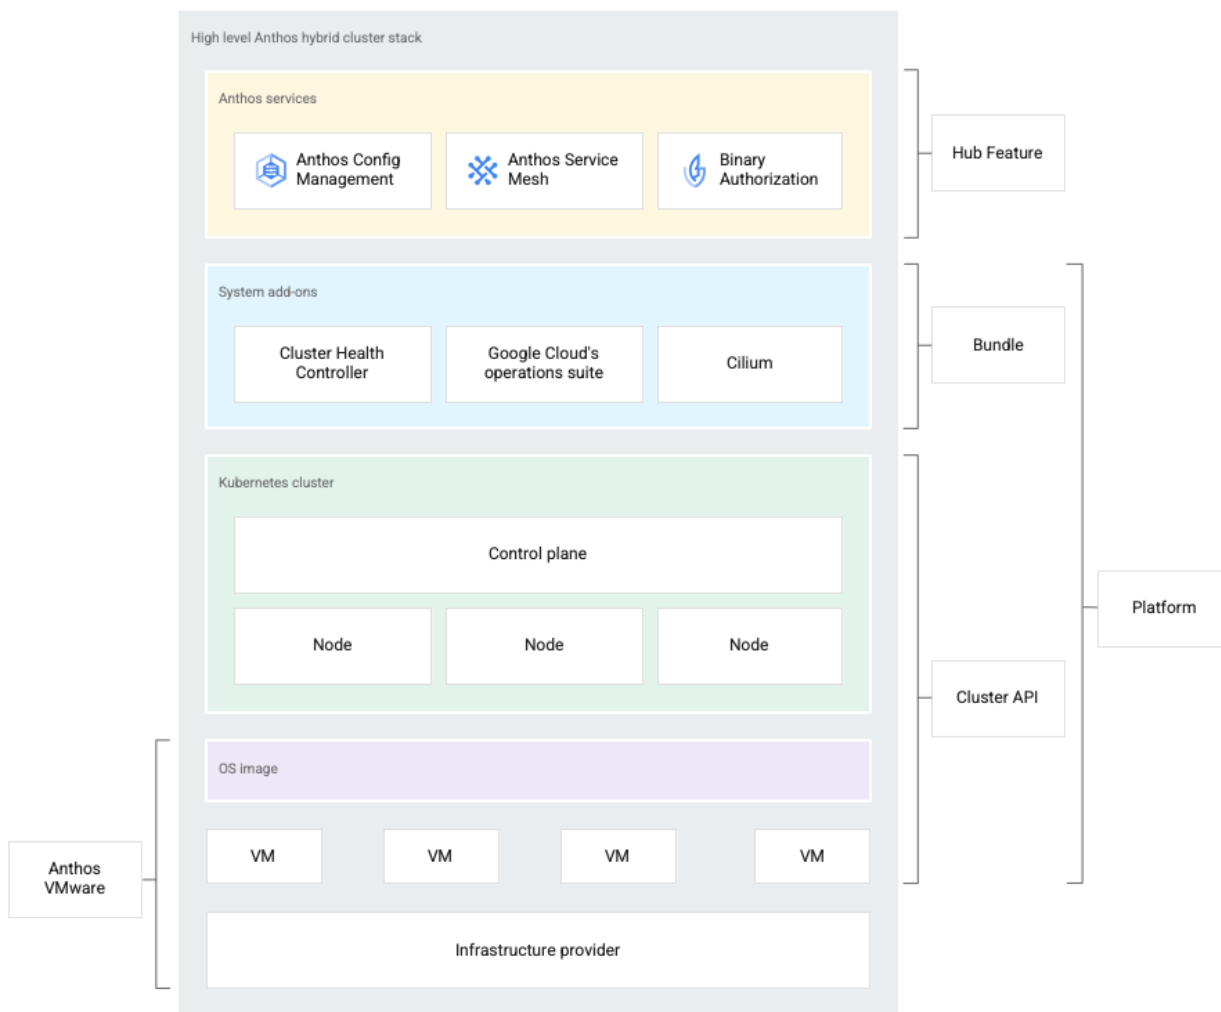 High level Anthos hybrid cluster stack
Anthos services
Anthos Config
Management
Anthos Service
Mesh
Binary
Authorization
Hub Feature
System add-ons
Cluster Health
Controller
Google Cloud's
operations suite
Cilium
Bundle
Kubernetes cluster
Control plane
Node
Node
Node
Platform
Cluster API
OS image
VM
VM
VM
VM
Anthos
VMware
Infrastructure provider